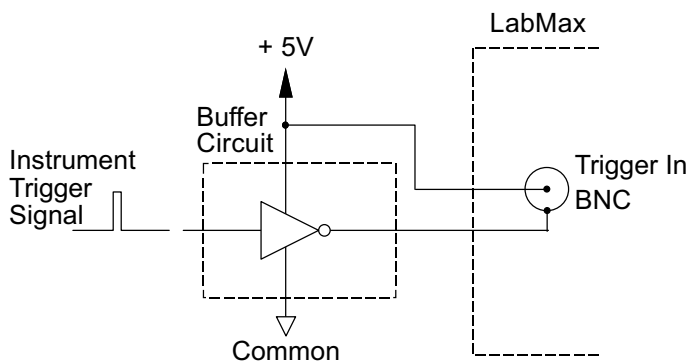 LabMax
+ 5V
Buffer
Circuit
Instrument
Trigger
Signal
Trigger In
BNC
Common